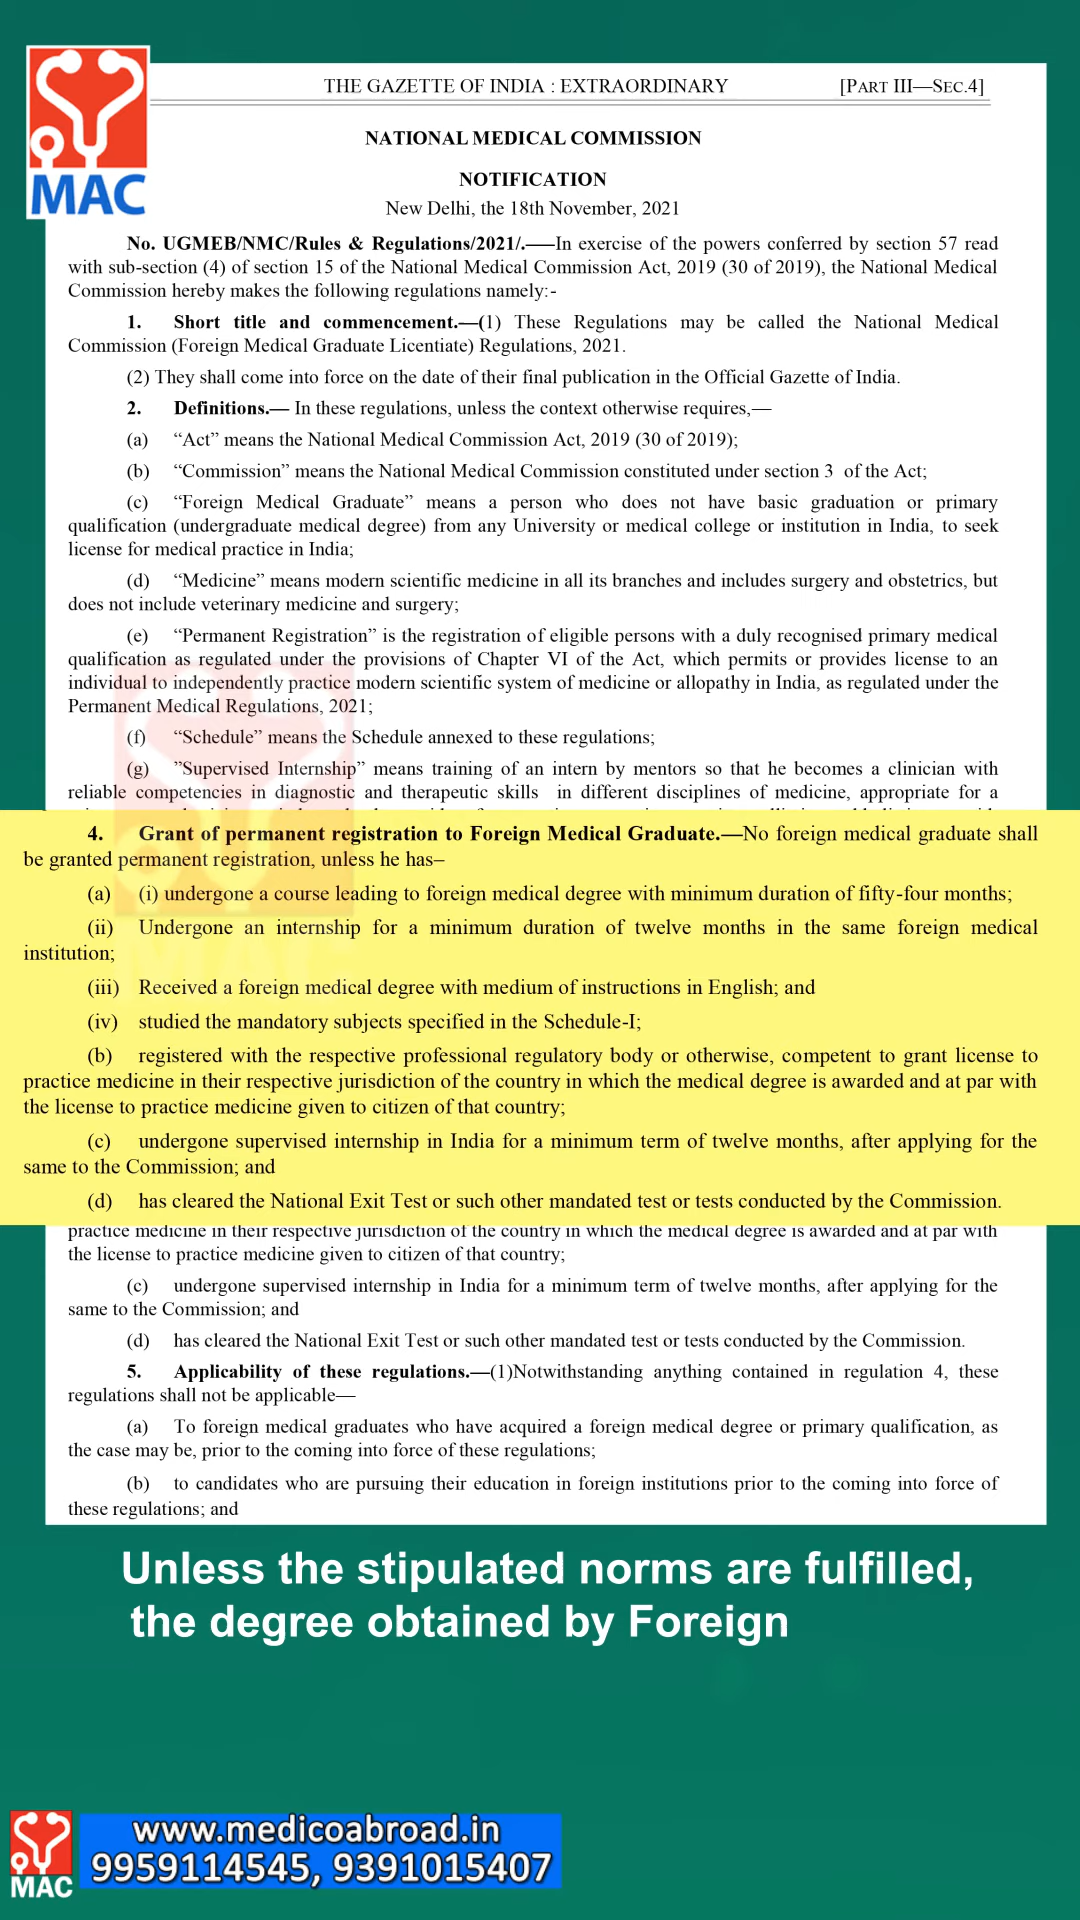 MAC
THE GAZETTE OF INDIA : EXTRAORDINARY [PART III—SEC.4]
NATIONAL MEDICAL COMMISSION
NOTIFICATION
New Delhi, the 18th November, 2021
No. UGMEB/NMC/Rules & Regulations/2021/.—–In exercise of the powers conferred by section 57 read
with sub-section (4) of section 15 of the National Medical Commission Act, 2019 (30 of 2019), the National Medical
Commission hereby makes the following regulations namely:-
1. Short title and commencement.—(1) These Regulations may be called the National Medical
Commission (Foreign Medical Graduate Licentiate) Regulations, 2021.
(2) They shall come into force on the date of their final publication in the Official Gazette of India.
2. Definitions.— In these regulations, unless the context otherwise requires,—
(a) “Act” means the National Medical Commission Act, 2019 (30 of 2019);
(b) “Commission” means the National Medical Commission constituted under section 3 of the Act;
(c) “Foreign Medical Graduate” means a person who does not have basic graduation or primary
qualification (undergraduate medical degree) from any University or medical college or institution in India, to seek
license for medical practice in India;
(d) “Medicine” means modern scientific medicine in all its branches and includes surgery and obstetrics, but
does not include veterinary medicine and surgery;
(e) “Permanent Registration” is the registration of eligible persons with a duly recognised primary medical
qualification as regulated under the provisions of Chapter VI of the Act, which permits or provides license to an
individual to independently practice modern scientific system of medicine or allopathy in India, as regulated under the
Permanent Medical Regulations, 2021;
(f) “Schedule” means the Schedule annexed to these regulations;
(g) ”Supervised Internship” means training of an intern by mentors so that he becomes a clinician with
reliable competencies in diagnostic and therapeutic skills in different disciplines of medicine, appropriate for a
4. Grant of permanent registration to Foreign Medical Graduate.—No foreign medical graduate shall
be granted permanent registration, unless he has–
(a) (i) undergone a course leading to foreign medical degree with minimum duration of fifty-four months;
(ii) Undergone an internship for a minimum duration of twelve months in the same foreign medical
institution;
(iii) Received a foreign medical degree with medium of instructions in English; and
(iv) studied the mandatory subjects specified in the Schedule-I;
(b) registered with the respective professional regulatory body or otherwise, competent to grant license to
practice medicine in their respective jurisdiction of the country in which the medical degree is awarded and at par with
the license to practice medicine given to citizen of that country;
(c) undergone supervised internship in India for a minimum term of twelve months, after applying for the
same to the Commission; and
(d) has cleared the National Exit Test or such other mandated test or tests conducted by the Commission.
practice medicine in their respective jurisdiction of the country in which the medical degree is awarded and at par with
the license to practice medicine given to citizen of that country;
(c) undergone supervised internship in India for a minimum term of twelve months, after applying for the
same to the Commission; and
(d) has cleared the National Exit Test or such other mandated test or tests conducted by the Commission.
5. Applicability of these regulations.—(1)Notwithstanding anything contained in regulation 4, these
regulations shall not be applicable—
(a) To foreign medical graduates who have acquired a foreign medical degree or primary qualification, as
the case may be, prior to the coming into force of these regulations;
(b) to candidates who are pursuing their education in foreign institutions prior to the coming into force of
these regulations; and
Unless the stipulated norms are fulfilled,
the degree obtained by Foreign
MAC
www.medicoabroad.in
9959114545, 9391015407